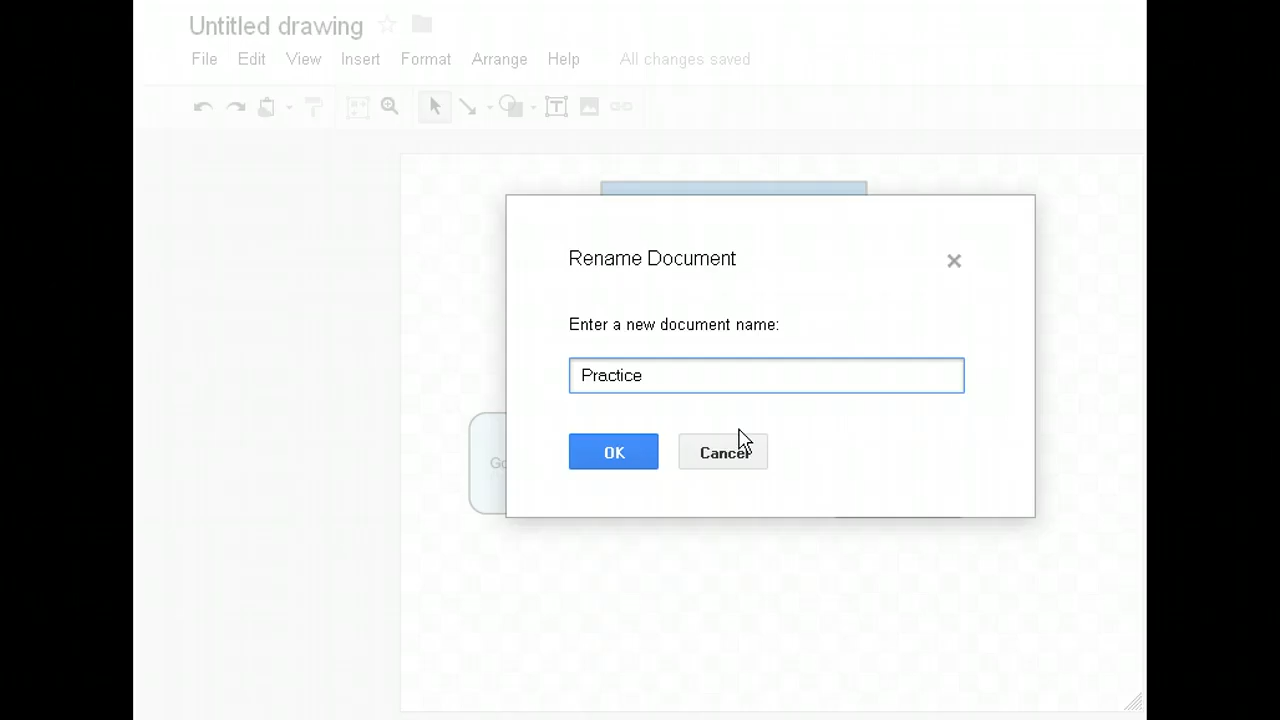 Untitled drawing
File Edit View Insert Format Arrange Help All changes saved
Rename Document
Enter a new document name:
Practice
OK Cancel
Go